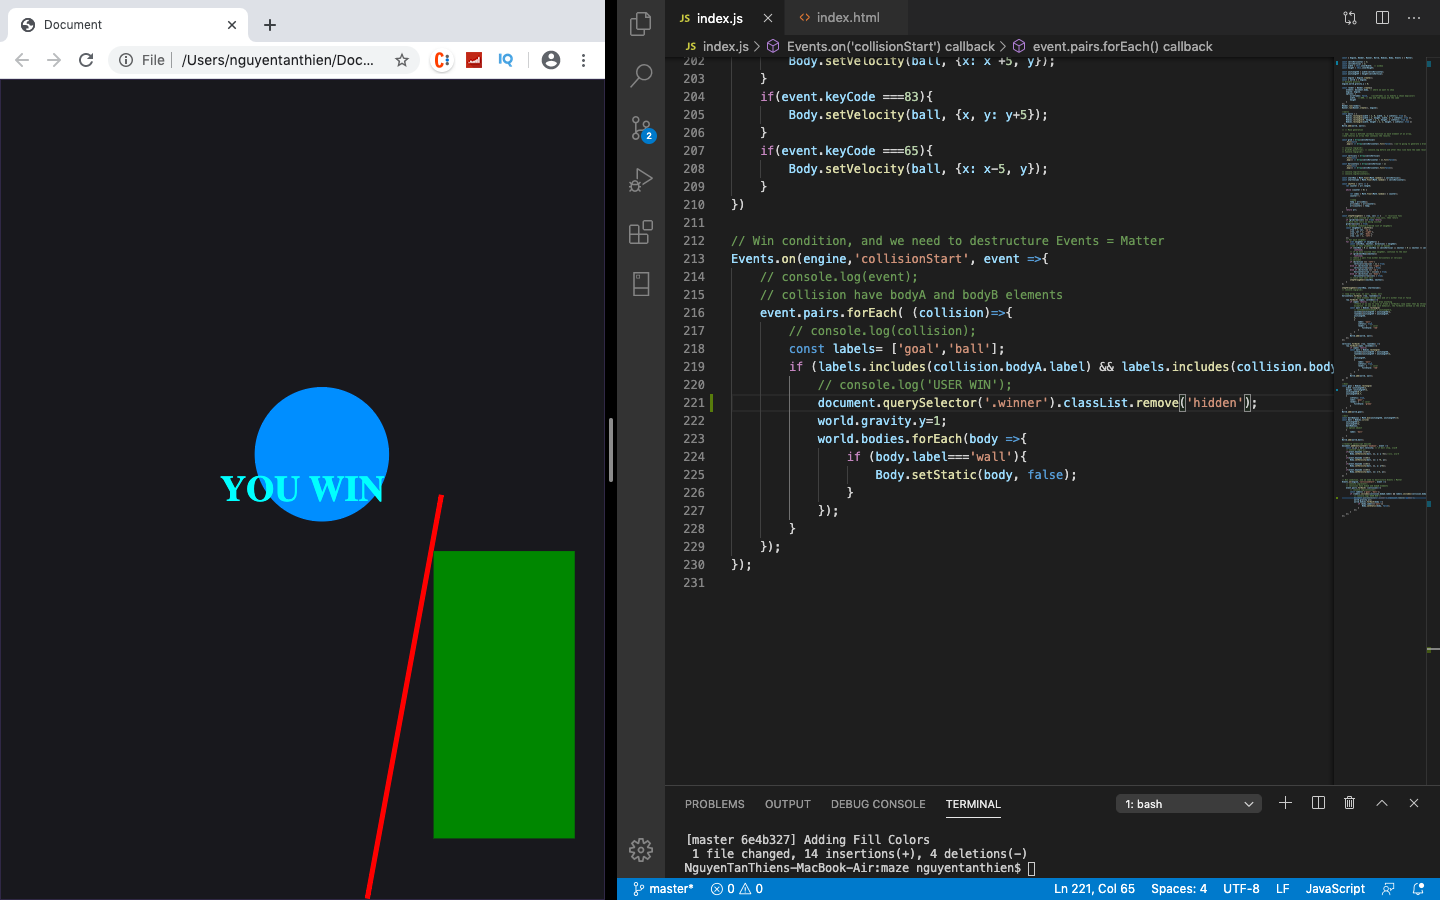 Document
File
/Users/nguyentanthien/Doc...
YOU WIN
2
JS index.js
<> index.html
JS index.js > Events.on('collisionStart') callback > event.pairs.forEach() callback
202 Body.setVelocity(ball, {x: x +5, y});
203 }
204 if(event.keyCode ===83){
205 Body.setVelocity(ball, {x, y: y+5});
206 }
207 if(event.keyCode ===65){
208 Body.setVelocity(ball, {x: x-5, y});
209 }
210 })
211
212 // Win condition, and we need to destructure Events = Matter
213 Events.on(engine,'collisionStart', event =>{
214 // console.log(event);
215 // collision have bodyA and bodyB elements
216 event.pairs.forEach( (collision)=>{
217 // console.log(collision);
218 const labels= ['goal','ball'];
219 if (labels.includes(collision.bodyA.label) && labels.includes(collision.body
220 // console.log('USER WIN');
221 document.querySelector('.winner').classList.remove('hidden');
222 world.gravity.y=1;
223 world.bodies.forEach(body =>{
224 if (body.label==='wall'){
225 Body.setStatic(body, false);
226 }
227 });
228 }
229 });
230 });
231
PROBLEMS OUTPUT DEBUG CONSOLE TERMINAL 1: bash
[master 6e4b327] Adding Fill Colors
1 file changed, 14 insertions(+), 4 deletions(-)
NguyenTanThiens-MacBook-Air:maze nguyentanthien$
master* 0 0 Ln 221, Col 65 Spaces: 4 UTF-8 LF JavaScript